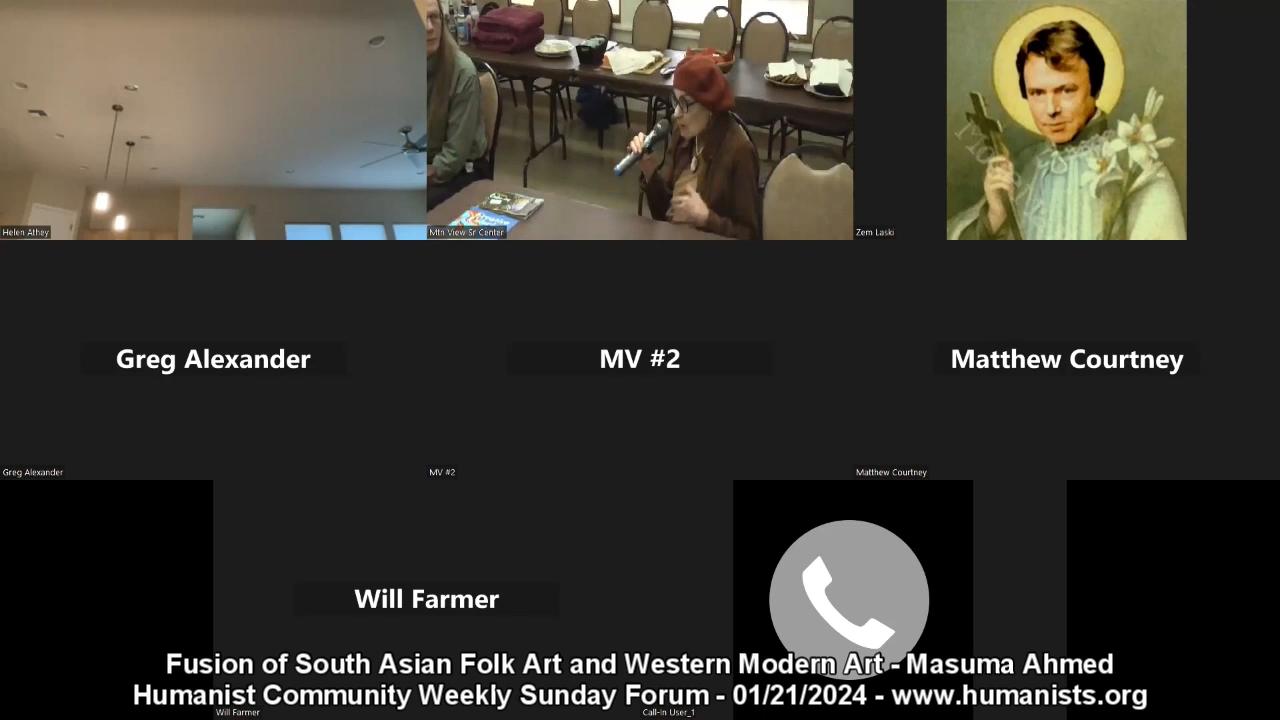 Helen Athey
Mtn View Sr Center
Zem Laski
Greg Alexander
MV #2
Matthew Courtney
Greg Alexander
MV #2
Matthew Courtney
Will Farmer
Fusion of South Asian Folk Art and Western Modern Art - Masuma Ahmed
Humanist Community Weekly Sunday Forum - 01/21/2024 - www.humanists.org
Will Farmer
Call-In User_1